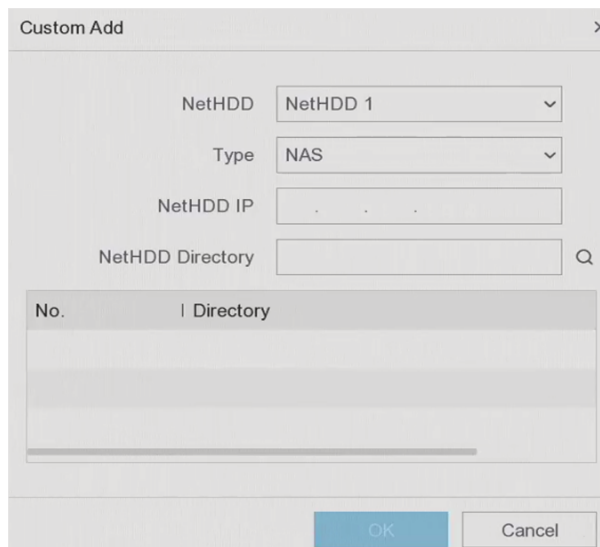 Custom Add
NetHDD NetHDD 1
Type NAS
NetHDD IP . . .
NetHDD Directory
No. Directory
OK Cancel